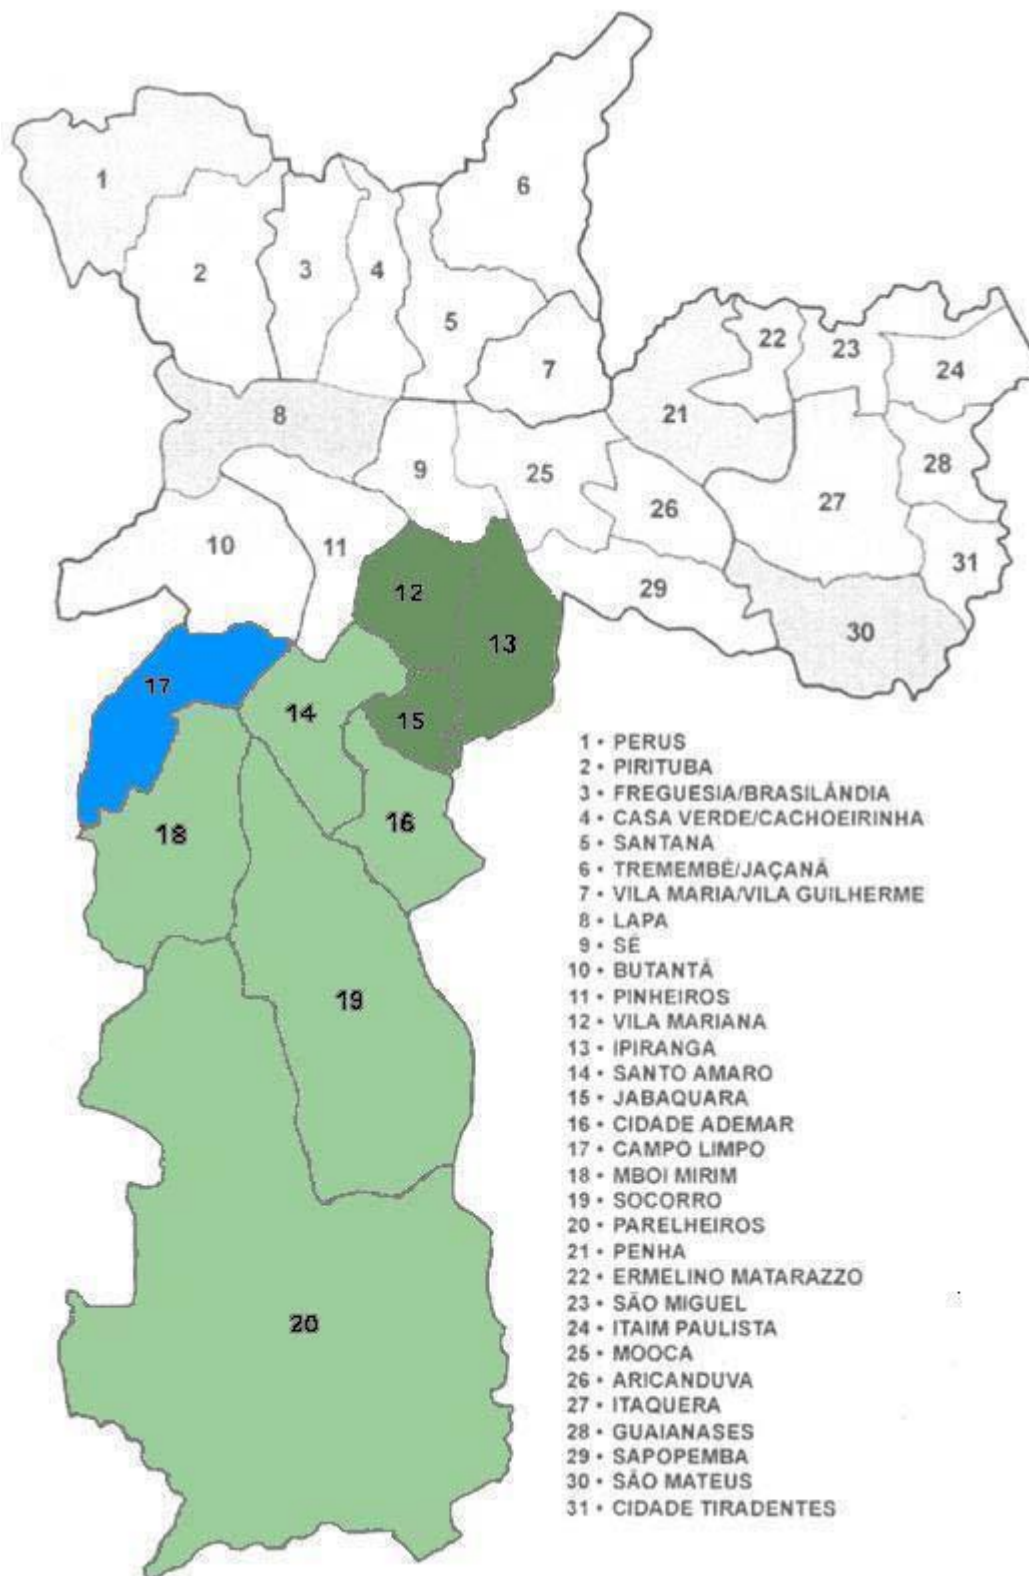 6
1
2
3
4
5
7
22
23
24
8
21
9
25
28
26
27
10
11
31
12
29
30
13
17
14
15
18
16
19
20
1 • PERUS
2 • PIRITUBA
3 • FREGUESIA/BRASILÂNDIA
4 • CASA VERDE/CACHOEIRINHA
5 • SANTANA
6 • TREMEMBÉ/JAÇANÃ
7 • VILA MARIA/VILA GUILHERME
8 • LAPA
9 • SÉ
10 • BUTANTÃ
11 • PINHEIROS
12 • VILA MARIANA
13 • IPIRANGA
14 • SANTO AMARO
15 • JABAQUARA
16 • CIDADE ADEMAR
17 • CAMPO LIMPO
18 • MBOI MIRIM
19 • SOCORRO
20 • PARELHEIROS
21 • PENHA
22 • ERMELINO MATARAZZO
23 • SÃO MIGUEL
24 • ITAIM PAULISTA
25 • MOOCA
26 • ARICANDUVA
27 • ITAQUERA
28 • GUAIANASES
29 • SAPOPEMBA
30 • SÃO MATEUS
31 • CIDADE TIRADENTES